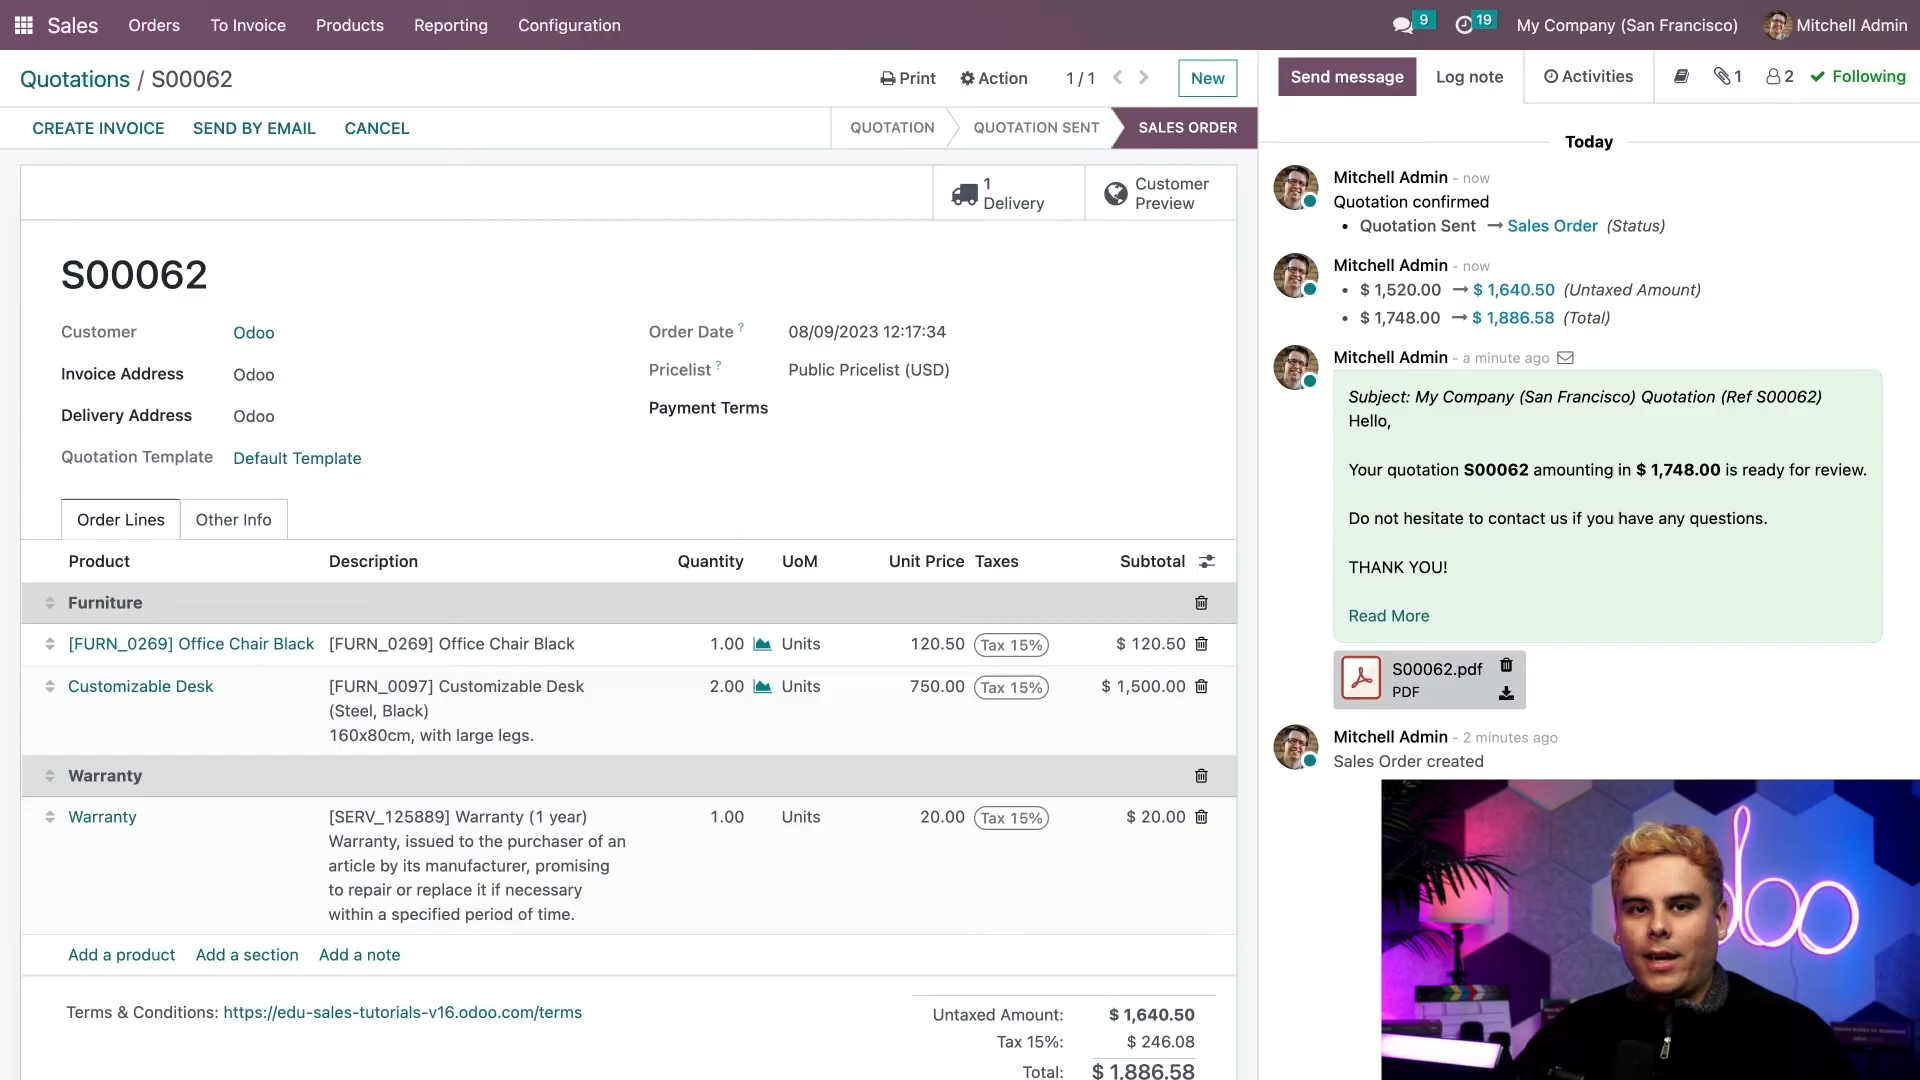 Sales Orders To Invoice Products Reporting Configuration 9 19 My Company (San Francisco) Mitchell Admin
Quotations / S00062 Print Action 1 / 1 New
CREATE INVOICE SEND BY EMAIL CANCEL QUOTATION QUOTATION SENT SALES ORDER
1
Delivery
Customer
Preview
S00062
Customer Odoo
Invoice Address Odoo
Delivery Address Odoo
Quotation Template Default Template
Order Date ? 08/09/2023 12:17:34
Pricelist ? Public Pricelist (USD)
Payment Terms
Order Lines Other Info
Product Description Quantity UoM Unit Price Taxes Subtotal
Furniture
[FURN_0269] Office Chair Black [FURN_0269] Office Chair Black 1.00 Units 120.50 Tax 15% $ 120.50
Customizable Desk [FURN_0097] Customizable Desk 2.00 Units 750.00 Tax 15% $ 1,500.00
(Steel, Black)
160x80cm, with large legs.
Warranty
Warranty [SERV_125889] Warranty (1 year) 1.00 Units 20.00 Tax 15% $ 20.00
Warranty, issued to the purchaser of an
article by its manufacturer, promising
to repair or replace it if necessary
within a specified period of time.
Add a product Add a section Add a note
Terms & Conditions: https://edu-sales-tutorials-v16.odoo.com/terms
Untaxed Amount: $ 1,640.50
Tax 15%: $ 246.08
Total: $ 1,886.58
Send message Log note Activities 1 2 Following
Today
Mitchell Admin - now
Quotation confirmed
• Quotation Sent → Sales Order (Status)
Mitchell Admin - now
• $ 1,520.00 → $ 1,640.50 (Untaxed Amount)
• $ 1,748.00 → $ 1,886.58 (Total)
Mitchell Admin - a minute ago
Subject: My Company (San Francisco) Quotation (Ref S00062)
Hello,
Your quotation S00062 amounting in $ 1,748.00 is ready for review.
Do not hesitate to contact us if you have any questions.
THANK YOU!
Read More
S00062.pdf
PDF
Mitchell Admin - 2 minutes ago
Sales Order created
odoo